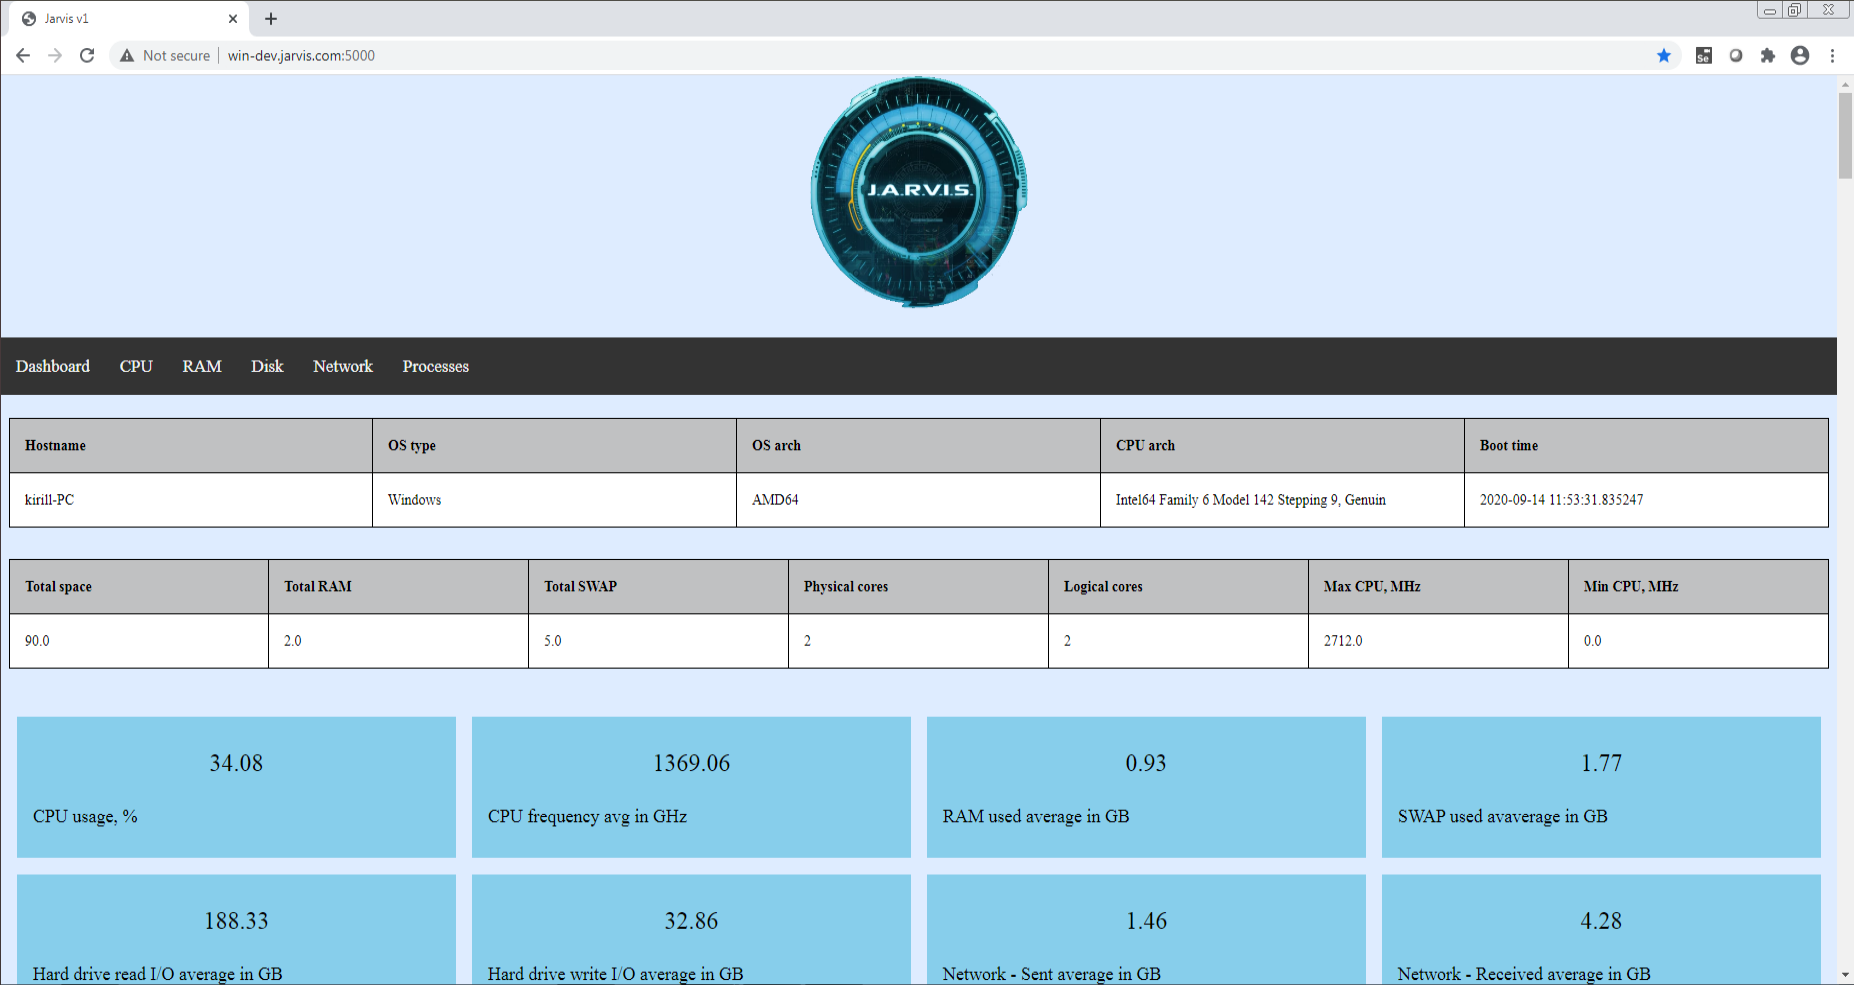 Jarvis v1
Not secure win-dev.jarvis.com:5000
Se
J.A.R.V.I.S.
Dashboard CPU RAM Disk Network Processes
Hostname OS type OS arch CPU arch Boot time
kirill-PC Windows AMD64 Intel64 Family 6 Model 142 Stepping 9, Genuin 2020-09-14 11:53:31.835247
Total space Total RAM Total SWAP Physical cores Logical cores Max CPU, MHz Min CPU, MHz
90.0 2.0 5.0 2 2 2712.0 0.0
34.08 1369.06 0.93 1.77
CPU usage, % CPU frequency avg in GHz RAM used average in GB SWAP used avaverage in GB
188.33 32.86 1.46 4.28
Hard drive read I/O average in GB Hard drive write I/O average in GB Network - Sent average in GB Network - Received average in GB